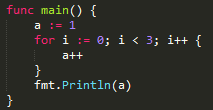 func main() {
    a := 1
    for i := 0; i < 3; i++ {
        a++
    }
    fmt.Println(a)
}